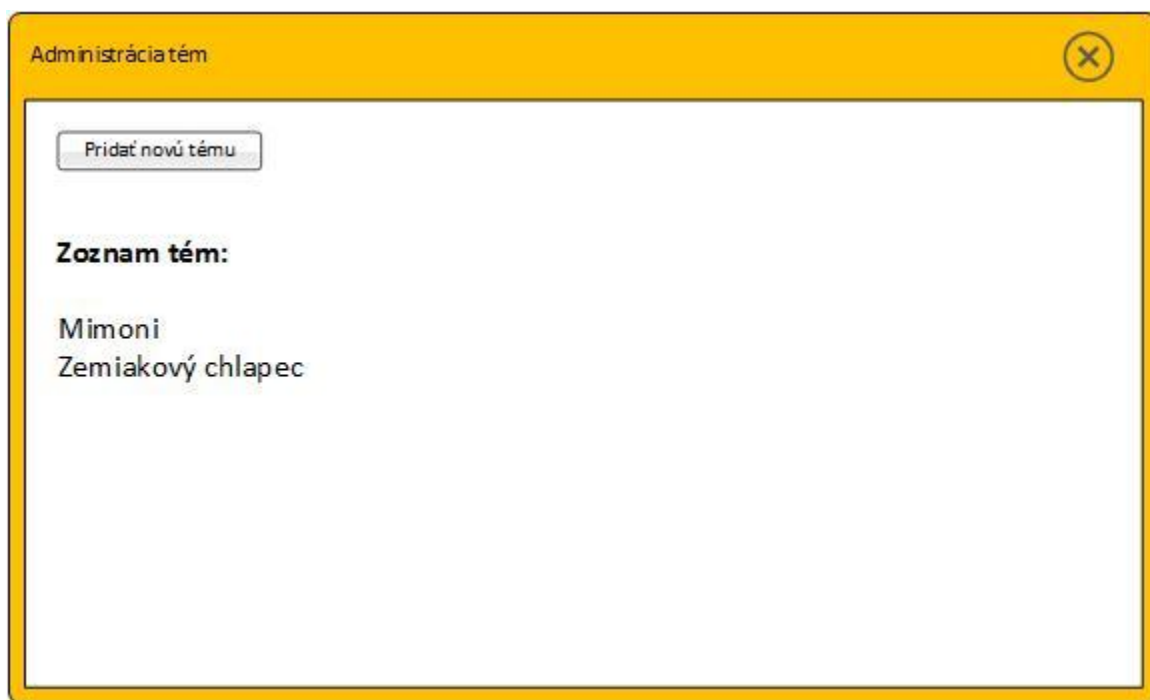 Administrácia tém
Pridať novú tému
Zoznam tém:
Mimoni
Zemiakový chlapec